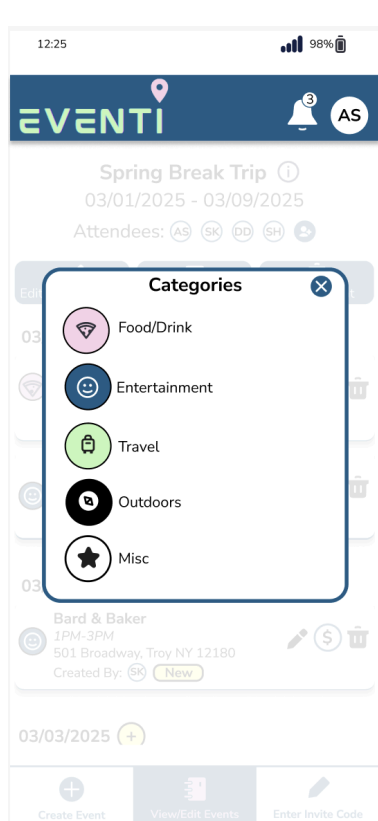 12:25
98%
EVENTI
3
AS
Spring Break Trip
03/01/2025 - 03/09/2025
Attendees: AS SK DD SH
Categories
Food/Drink
Entertainment
Travel
Outdoors
Misc
03
03
Bard & Baker
1PM-3PM
501 Broadway, Troy NY 12180
Created By: SK New
$
03/03/2025 +
Create Event
View/Edit Events
Enter Invite Code